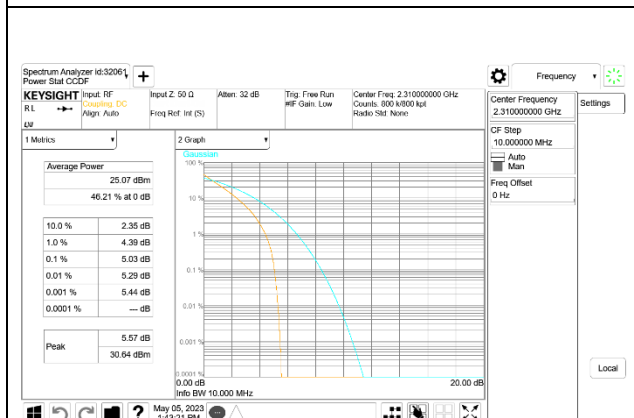 Spectrum Analyzer id:32061
Power Stat CCDF
Frequency
KEYSIGHT
Input: RF
Input Z: 50 Ω
Atten: 32 dB
Trig: Free Run
Center Freq: 2.310000000 GHz
RL
Coupling: DC
#IF Gain: Low
Counts: 800 k/800 kpt
Align: Auto
Freq Ref: Int (S)
Radio Std: None
Center Frequency
2.310000000 GHz
Settings
CF Step
10.000000 MHz
Auto
Man
Freq Offset
0 Hz
1 Metrics
2 Graph
Average Power
25.07 dBm
46.21 % at 0 dB
10.0 % 2.35 dB
1.0 % 4.39 dB
0.1 % 5.03 dB
0.01 % 5.29 dB
0.001 % 5.44 dB
0.0001 % --- dB
Peak
5.57 dB
30.64 dBm
Gaussian
100 %
10 %
1 %
0.1 %
0.01 %
0.001 %
0.0001 %
0.00 dB
20.00 dB
Info BW 10.000 MHz
Local
May 05, 2023
1:43:21 PM